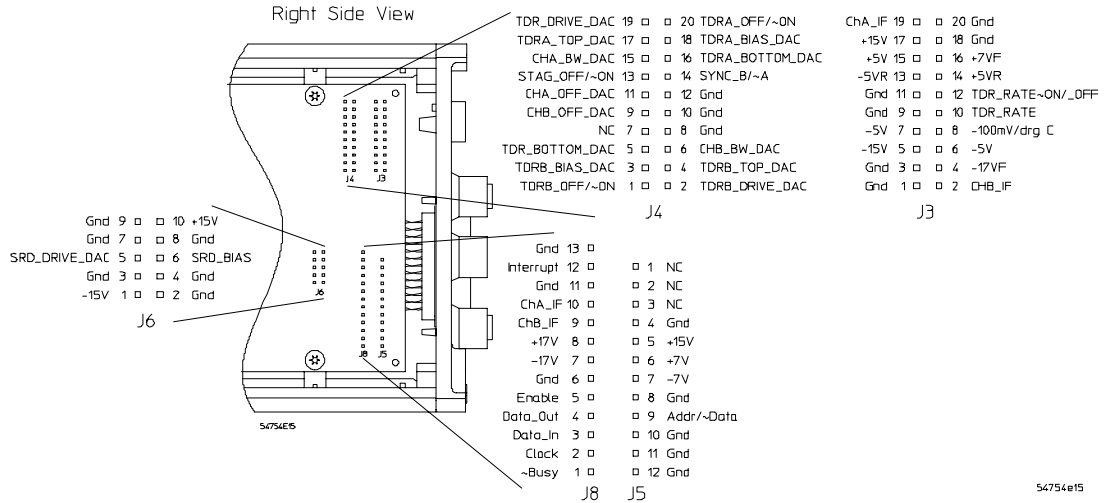 Right Side View
TDR_DRIVE_DAC 19 20 TDRA_OFF/~ON
TDRA_TOP_DAC 17 18 TDRA_BIAS_DAC
CHA_BW_DAC 15 16 TDRA_BOTTOM_DAC
STAG_OFF/~ON 13 14 SYNC_B/~A
CHA_OFF_DAC 11 12 Gnd
CHB_OFF_DAC 9 10 Gnd
NC 7 8 Gnd
TDR_BOTTOM_DAC 5 6 CHB_BW_DAC
TDRB_BIAS_DAC 3 4 TDRB_TOP_DAC
TDRB_OFF/~ON 1 2 TDRB_DRIVE_DAC
J4
ChA_IF 19 20 Gnd
+15V 17 18 Gnd
+5V 15 16 +7VF
-5VR 13 14 +5VR
Gnd 11 12 TDR_RATE~ON/_OFF
Gnd 9 10 TDR_RATE
-5V 7 8 -100mV/drg C
-15V 5 6 -5V
Gnd 3 4 -17VF
Gnd 1 2 CHB_IF
J3
J4 J3
Gnd 9 10 +15V
Gnd 7 8 Gnd
SRD_DRIVE_DAC 5 6 SRD_BIAS
Gnd 3 4 Gnd
-15V 1 2 Gnd
J6
J6
J8 J5
Gnd 13
Interrupt 12 1 NC
Gnd 11 2 NC
ChA_IF 10 3 NC
ChB_IF 9 4 Gnd
+17V 8 5 +15V
-17V 7 6 +7V
Gnd 6 7 -7V
Enable 5 8 Gnd
Data_Out 4 9 Addr/~Data
Data_In 3 10 Gnd
Clock 2 11 Gnd
~Busy 1 12 Gnd
J8 J5
54754E15
54754e15